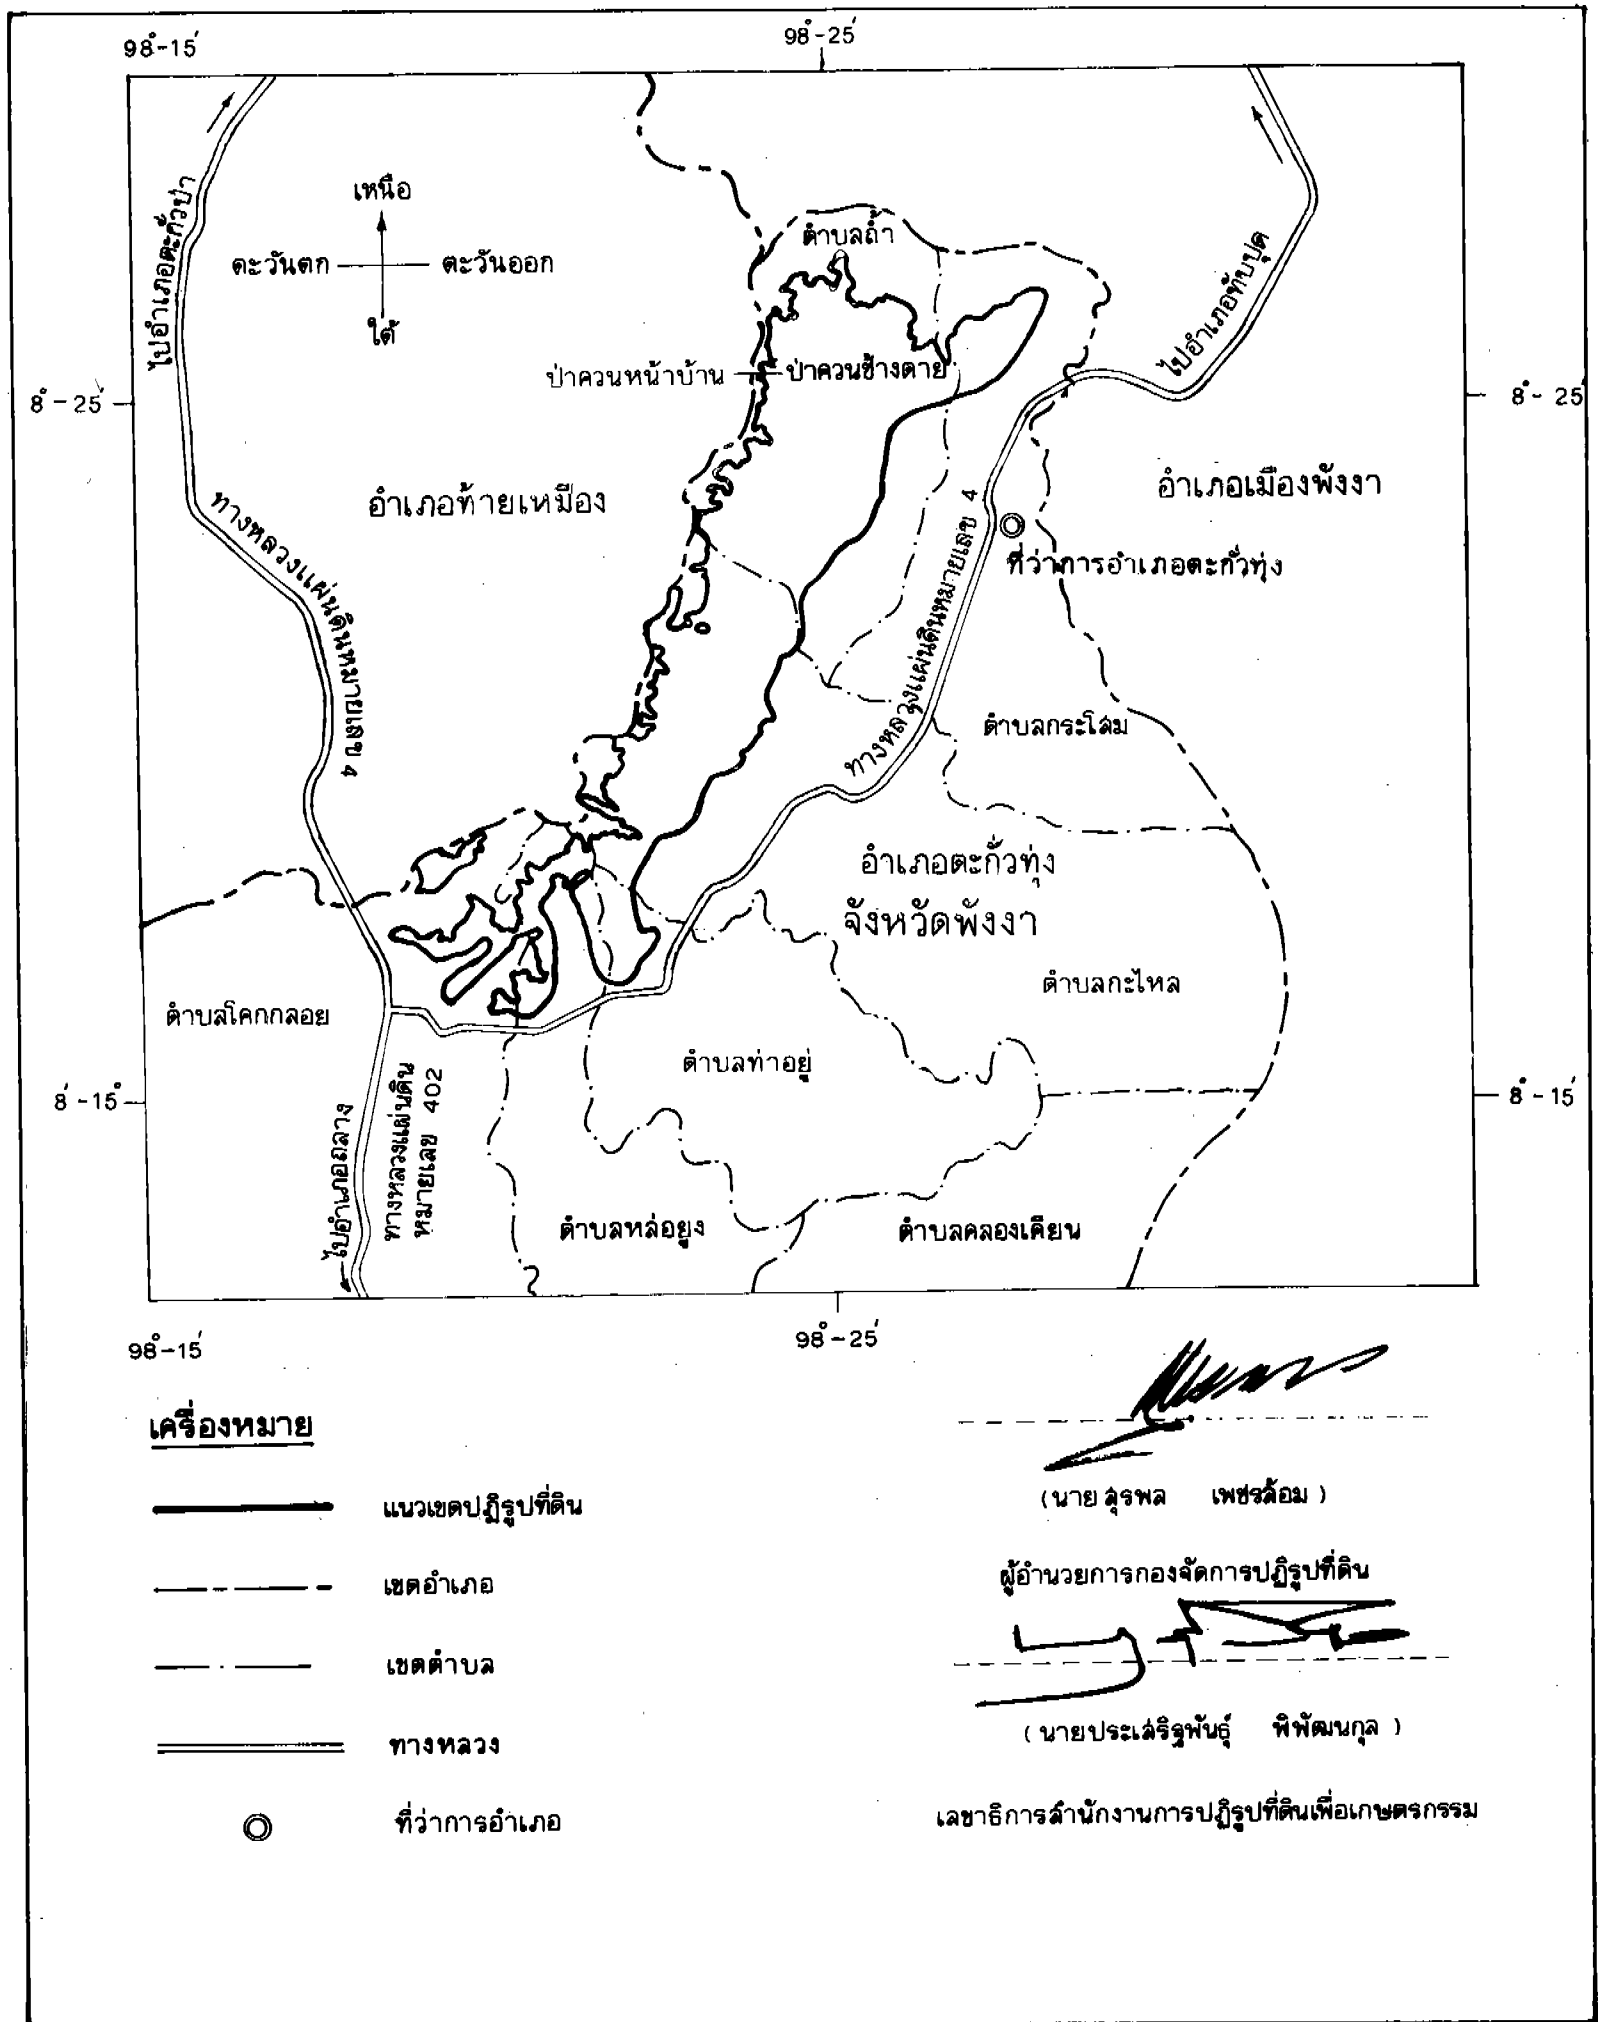 98°-15'
98°-25'
เหนือ
ตะวันตก
ตะวันออก
ใต้
ไปอำเภอตะกั่วป่า
ตำบลถ้ำ
ไปอำเภอทับปุด
ป่าควนหน้าบ้าน
ป่าควนช้างตาย
8°-25'
8°-25'
อำเภอท้ายเหมือง
อำเภอเมืองพังงา
ทางหลวงแผ่นดินหมายเลข 4
ทางหลวงแผ่นดินหมายเลข 4
ที่ว่าการอำเภอตะกั่วทุ่ง
ตำบลกระโสม
อำเภอตะกั่วทุ่ง
จังหวัดพังงา
ตำบลกะไหล
ตำบลโคกกลอย
ตำบลท่าอยู่
8°-15'
8°-15'
ไปอำเภอถลาง
ทางหลวงแผ่นดิน
หมายเลข 402
ตำบลหล่อยูง
ตำบลคลองเคียน
98°-15'
98°-25'
เครื่องหมาย
แนวเขตปฏิรูปที่ดิน
เขตอำเภอ
เขตตำบล
ทางหลวง
ที่ว่าการอำเภอ
(นายสุรพล เพชรล้อม)
ผู้อำนวยการกองจัดการปฏิรูปที่ดิน
(นายประเสริฐพันธุ์ พิพัฒนกุล)
เลขาธิการสำนักงานการปฏิรูปที่ดินเพื่อเกษตรกรรม